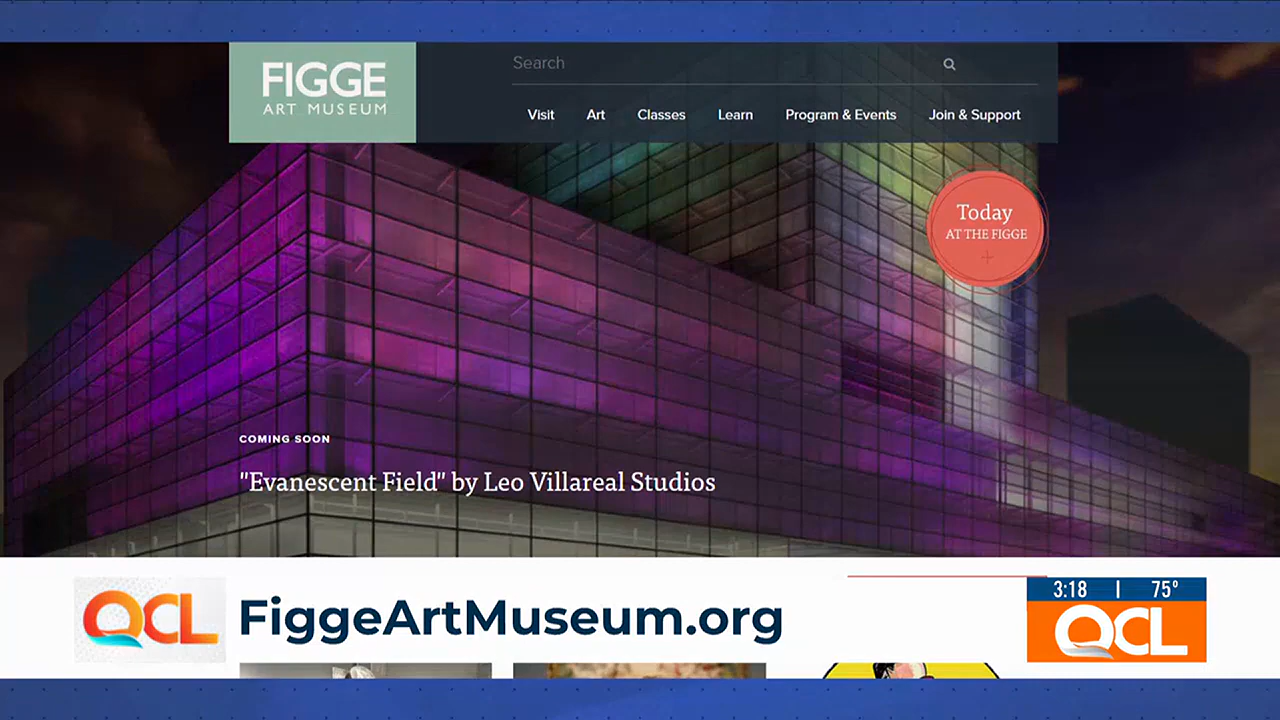 FIGGE
ART MUSEUM
Search
Visit Art Classes Learn Program & Events Join & Support
Today
AT THE FIGGE
+
COMING SOON
"Evanescent Field" by Leo Villareal Studios
QCL
FiggeArtMuseum.org
3:18 | 75°
QCL